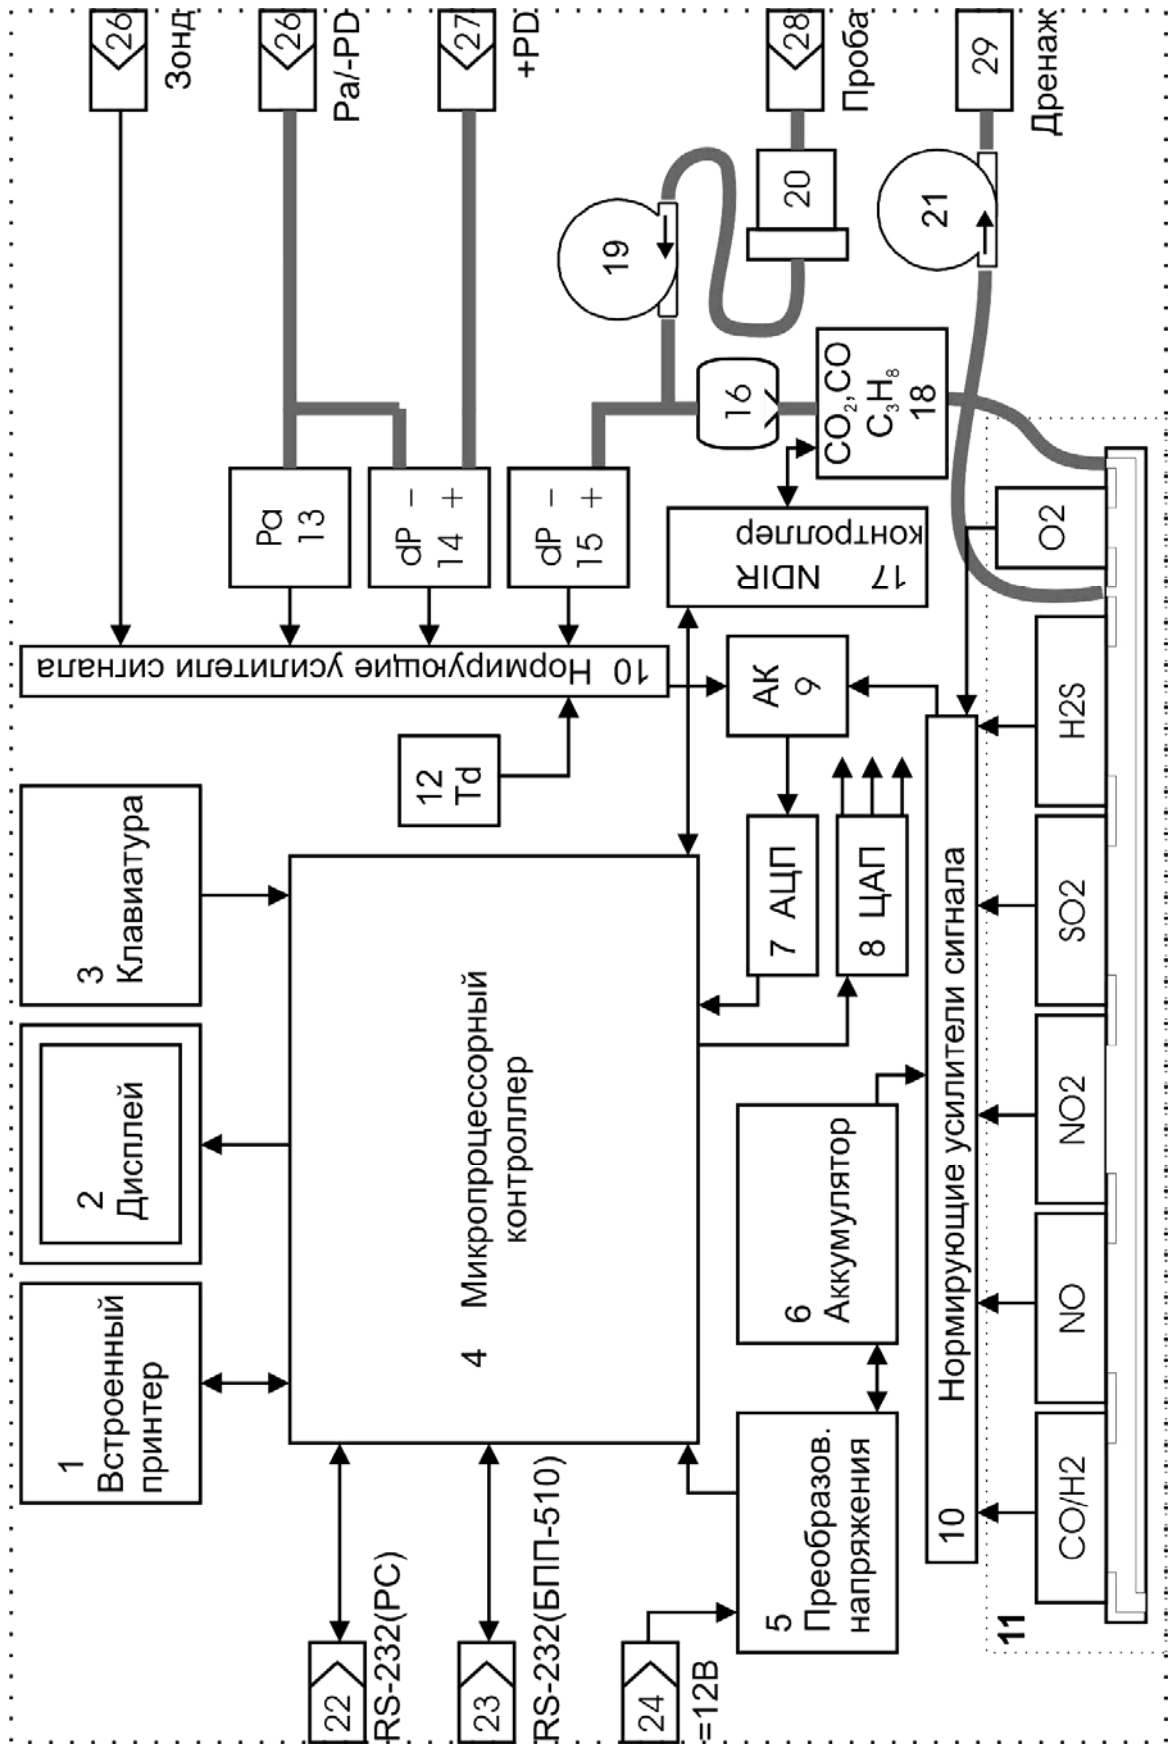 1
Встроенный
принтер
2
Дисплей
3
Клавиатура
26
Зонд
26
Pa/-PD
27
+PD
28
Проба
29
Дренаж
22
RS-232(PC)
23
RS-232(БПП-510)
24
=12В
4 Микропроцессорный
контроллер
12
Td
10 Нормирующие усилители сигнала
Pa
13
dP −
14 +
dP −
15 +
19
20
21
16
CO₂,CO
C₃H₈
18
17 NDIR
контроллер
АК
9
7 АЦП
8 ЦАП
5
Преобразов.
напряжения
6
Аккумулятор
10 Нормирующие усилители сигнала
11
CO/H2
NO
NO2
SO2
H2S
O2